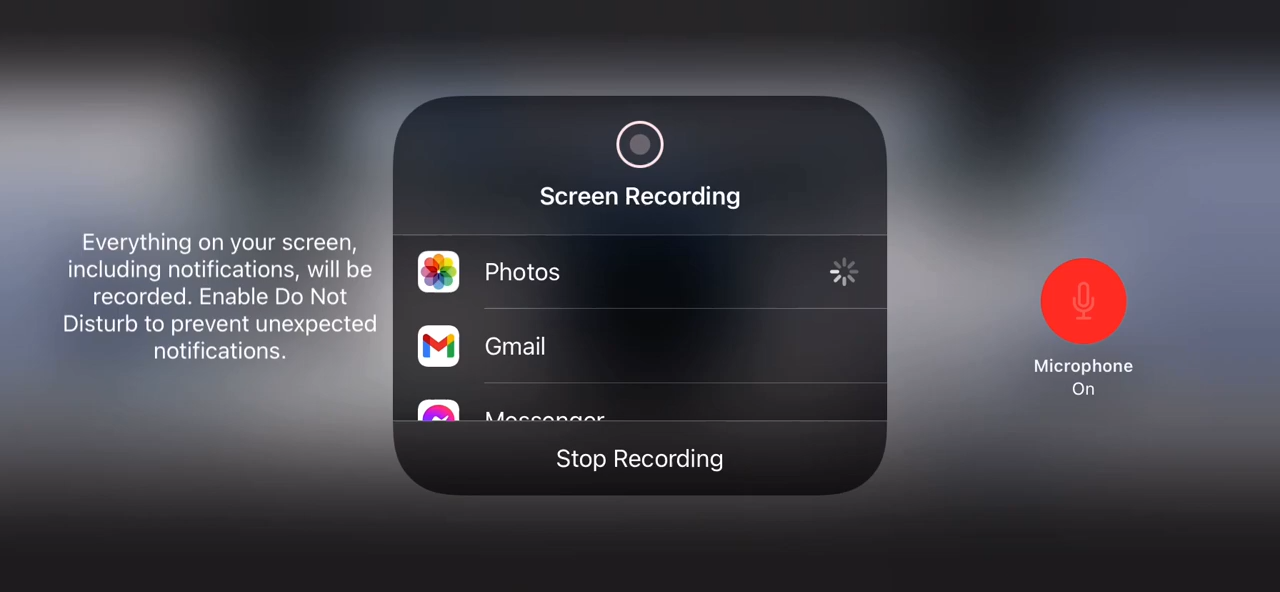 Screen Recording
Everything on your screen,
including notifications, will be
recorded. Enable Do Not
Disturb to prevent unexpected
notifications.
Photos
Gmail
Messenger
Stop Recording
Microphone
On